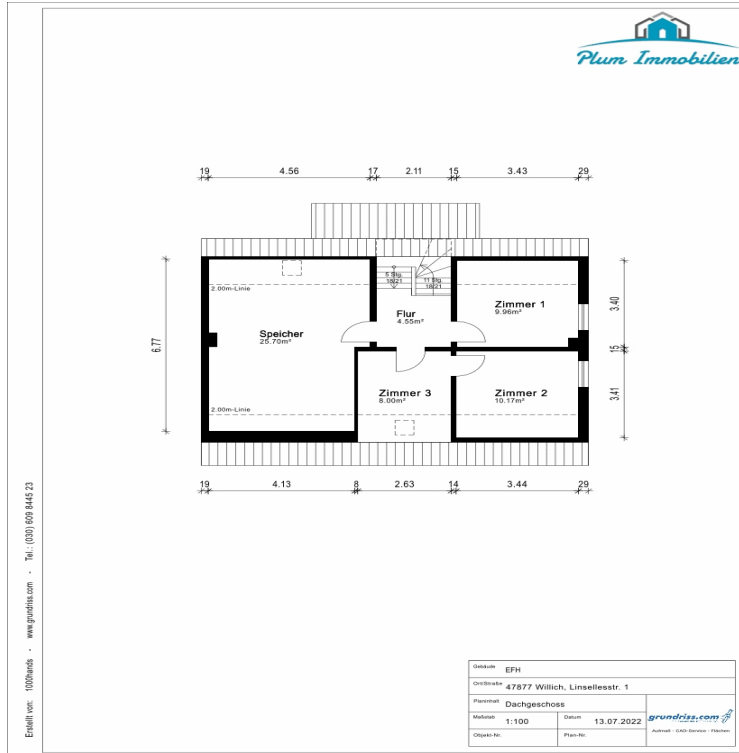 Plum Immobilien
19 4.56 17 2.11 15 3.43 29
5 Stg.
18/21
11 Stg.
18/21
2.00m-Linie
Flur
4.55m²
Zimmer 1
9.96m²
3.40
Speicher
25.70m²
6.77
15
Zimmer 3
8.00m²
Zimmer 2
10.17m²
3.41
2.00m-Linie
19 4.13 8 2.63 14 3.44 29
Erstellt von: 1000hands - www.grundriss.com - Tel.: (030) 609 8445 23
Gebäude EFH
Ort/Straße 47877 Willich, Linsellesstr. 1
Planinhalt Dachgeschoss
Maßstab 1:100 Datum 13.07.2022
grundriss.com
Aufmaß - CAD-Service - Flächen
Objekt-Nr. Plan-Nr.